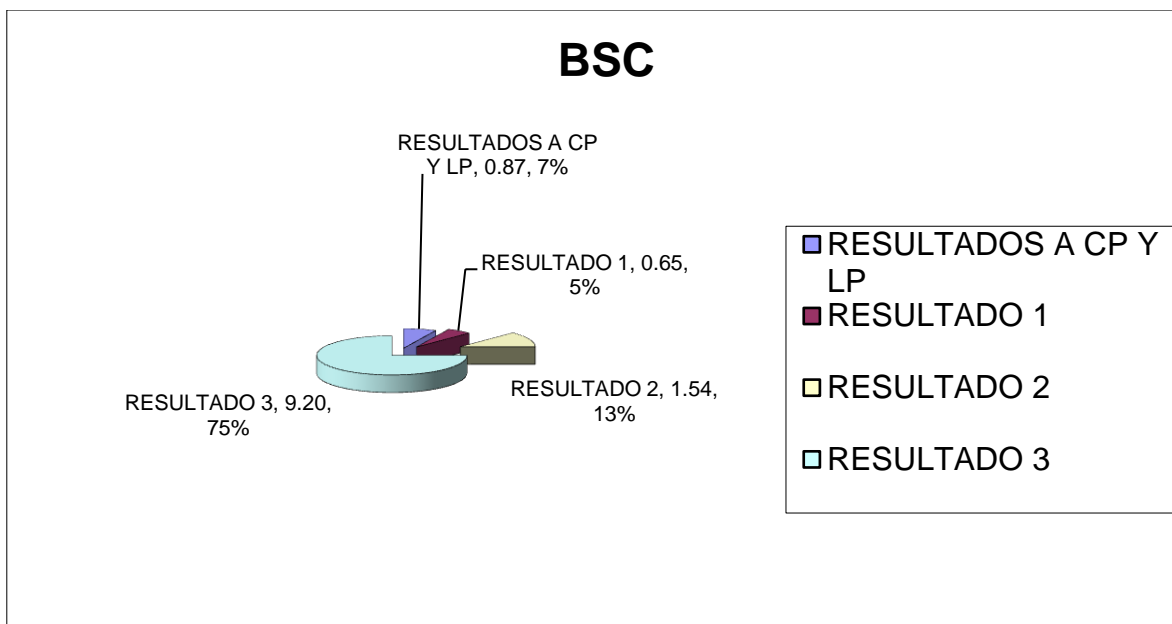 BSC
RESULTADOS A CP
Y LP, 0.87, 7%
RESULTADO 1, 0.65,
5%
RESULTADO 2, 1.54,
13%
RESULTADO 3, 9.20,
75%
RESULTADOS A CP Y
LP
RESULTADO 1
RESULTADO 2
RESULTADO 3